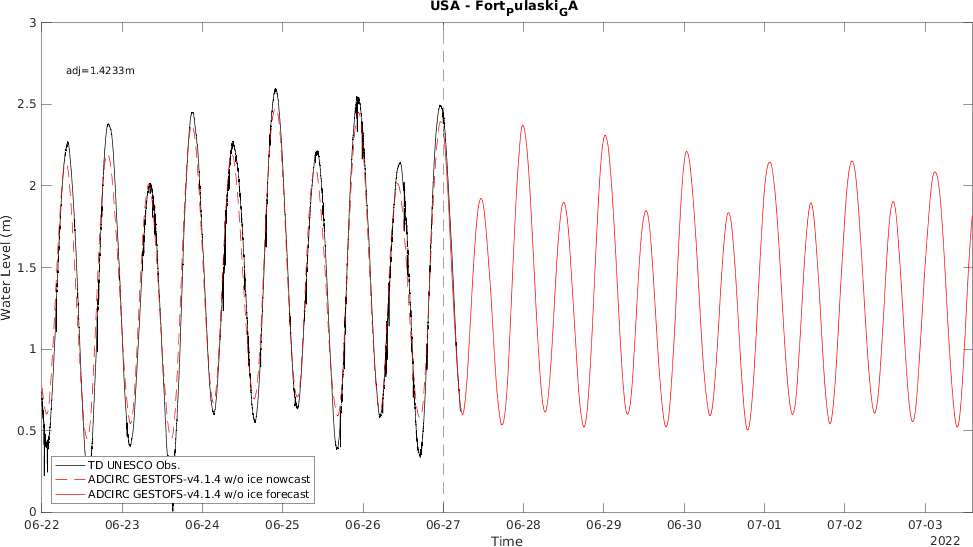 USA - Fort_Pulaski_GA
adj=1.4233m
3
2.5
2
1.5
1
0.5
0
Water Level (m)
TD UNESCO Obs.
ADCIRC GESTOFS-v4.1.4 w/o ice nowcast
ADCIRC GESTOFS-v4.1.4 w/o ice forecast
06-22 06-23 06-24 06-25 06-26 06-27 06-28 06-29 06-30 07-01 07-02 07-03
Time
2022